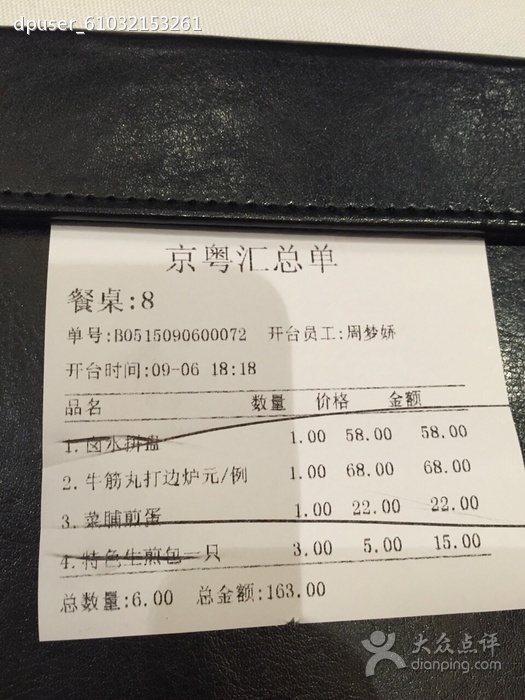 dpuser_61032153261
京粤汇总单
餐桌:8
单号:B0515090600072 开台员工:周梦娇
开台时间:09-06 18:18
品名 数量 价格 金额
1.卤水拼盘 1.00 58.00 58.00
2.牛筋丸打边炉元/例 1.00 68.00 68.00
3.菜脯煎蛋 1.00 22.00 22.00
4.特色生煎包一只 3.00 5.00 15.00
总数量:6.00 总金额:163.00
大众点评
dianping.com